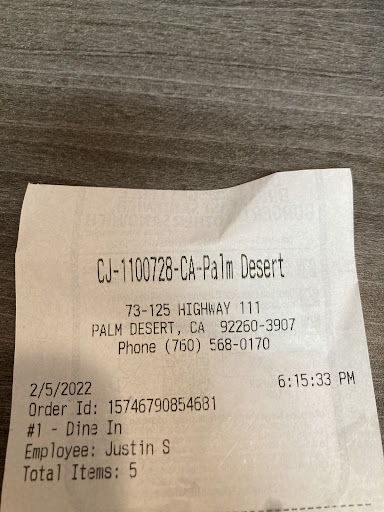 CJ-1100728-CA-Palm Desert
73-125 HIGHWAY 111
PALM DESERT, CA 92260-3907
Phone (760) 568-0170
2/5/2022 6:15:33 PM
Order Id: 15746790854681
#1 - Dine In
Employee: Justin S
Total Items: 5